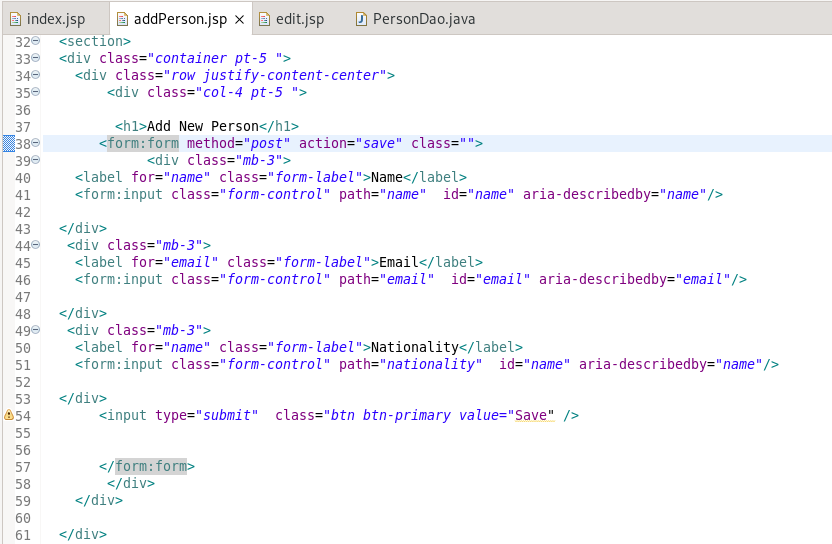 index.jsp addPerson.jsp edit.jsp PersonDao.java
32 <section>
33 <div class="container pt-5 ">
34 <div class="row justify-content-center">
35 <div class="col-4 pt-5 ">
36
37 <h1>Add New Person</h1>
38 <form:form method="post" action="save" class="">
39 <div class="mb-3">
40 <label for="name" class="form-label">Name</label>
41 <form:input class="form-control" path="name"  id="name" aria-describedby="name"/>
42
43 </div>
44 <div class="mb-3">
45 <label for="email" class="form-label">Email</label>
46 <form:input class="form-control" path="email"  id="email" aria-describedby="email"/>
47
48 </div>
49 <div class="mb-3">
50 <label for="name" class="form-label">Nationality</label>
51 <form:input class="form-control" path="nationality"  id="name" aria-describedby="name"/>
52
53 </div>
54 <input type="submit"  class="btn btn-primary value="Save" />
55
56
57 </form:form>
58 </div>
59 </div>
60
61 </div>